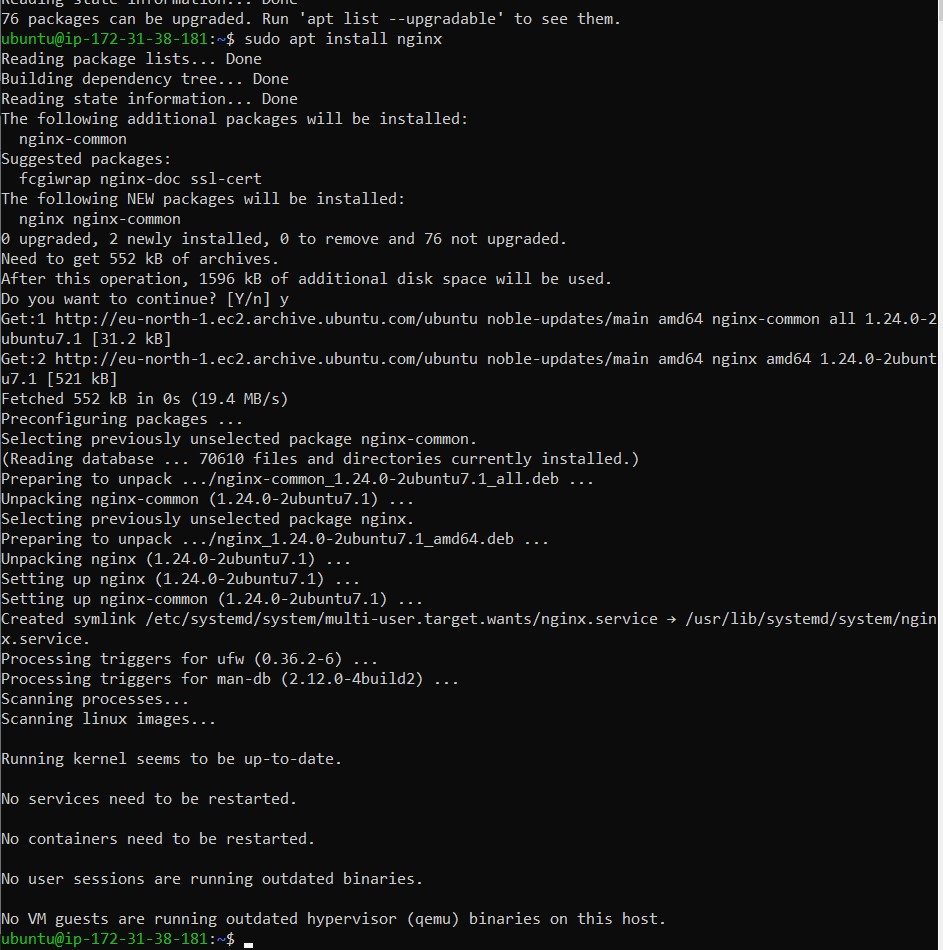 Reading state information... Done
76 packages can be upgraded. Run 'apt list --upgradable' to see them.
ubuntu@ip-172-31-38-181:~$ sudo apt install nginx
Reading package lists... Done
Building dependency tree... Done
Reading state information... Done
The following additional packages will be installed:
  nginx-common
Suggested packages:
  fcgiwrap nginx-doc ssl-cert
The following NEW packages will be installed:
  nginx nginx-common
0 upgraded, 2 newly installed, 0 to remove and 76 not upgraded.
Need to get 552 kB of archives.
After this operation, 1596 kB of additional disk space will be used.
Do you want to continue? [Y/n] y
Get:1 http://eu-north-1.ec2.archive.ubuntu.com/ubuntu noble-updates/main amd64 nginx-common all 1.24.0-2
ubuntu7.1 [31.2 kB]
Get:2 http://eu-north-1.ec2.archive.ubuntu.com/ubuntu noble-updates/main amd64 nginx amd64 1.24.0-2ubunt
u7.1 [521 kB]
Fetched 552 kB in 0s (19.4 MB/s)
Preconfiguring packages ...
Selecting previously unselected package nginx-common.
(Reading database ... 70610 files and directories currently installed.)
Preparing to unpack .../nginx-common_1.24.0-2ubuntu7.1_all.deb ...
Unpacking nginx-common (1.24.0-2ubuntu7.1) ...
Selecting previously unselected package nginx.
Preparing to unpack .../nginx_1.24.0-2ubuntu7.1_amd64.deb ...
Unpacking nginx (1.24.0-2ubuntu7.1) ...
Setting up nginx (1.24.0-2ubuntu7.1) ...
Setting up nginx-common (1.24.0-2ubuntu7.1) ...
Created symlink /etc/systemd/system/multi-user.target.wants/nginx.service → /usr/lib/systemd/system/ngin
x.service.
Processing triggers for ufw (0.36.2-6) ...
Processing triggers for man-db (2.12.0-4build2) ...
Scanning processes...
Scanning linux images...
Running kernel seems to be up-to-date.
No services need to be restarted.
No containers need to be restarted.
No user sessions are running outdated binaries.
No VM guests are running outdated hypervisor (qemu) binaries on this host.
ubuntu@ip-172-31-38-181:~$